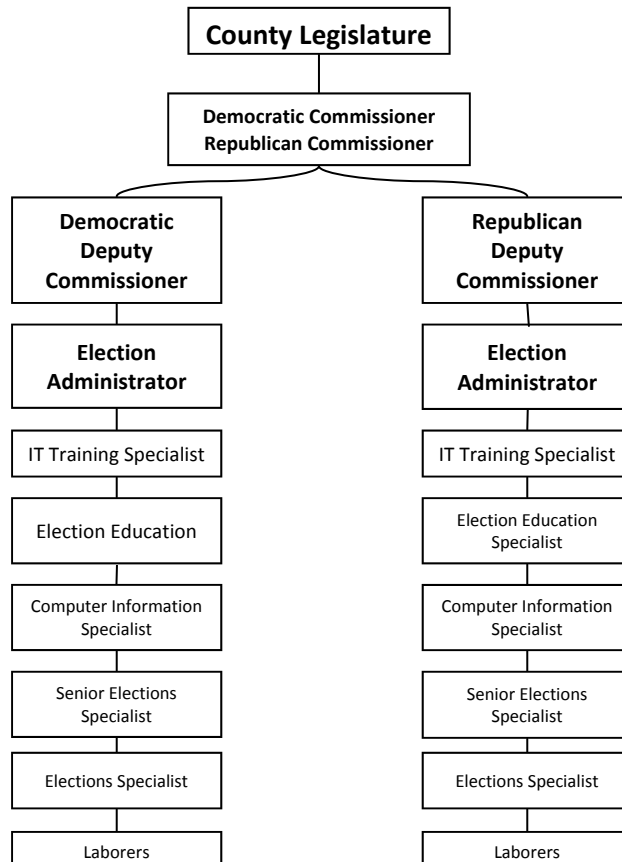 County Legislature
Democratic Commissioner
Republican Commissioner
Democratic
Deputy
Commissioner
Election
Administrator
IT Training Specialist
Election Education
Computer Information
Specialist
Senior Elections
Specialist
Elections Specialist
Laborers
Republican
Deputy
Commissioner
Election
Administrator
IT Training Specialist
Election Education
Specialist
Computer Information
Specialist
Senior Elections
Specialist
Elections Specialist
Laborers